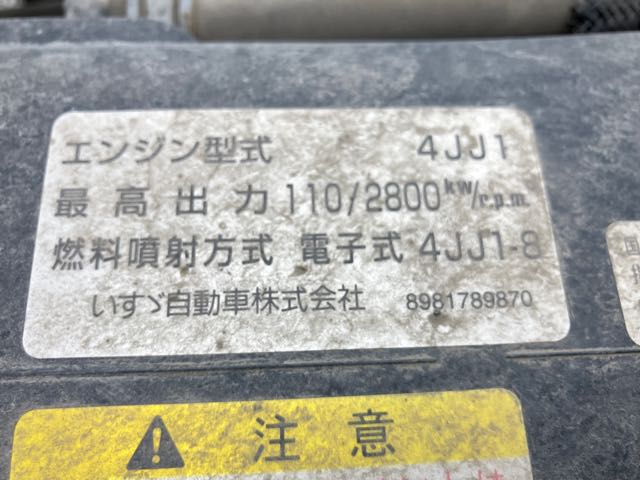 エンジン型式 4JJ1
最高出力 110/2800 kw/r.p.m.
燃料噴射方式 電子式 4JJ1-8
いすゞ自動車株式会社 8981789870
注意